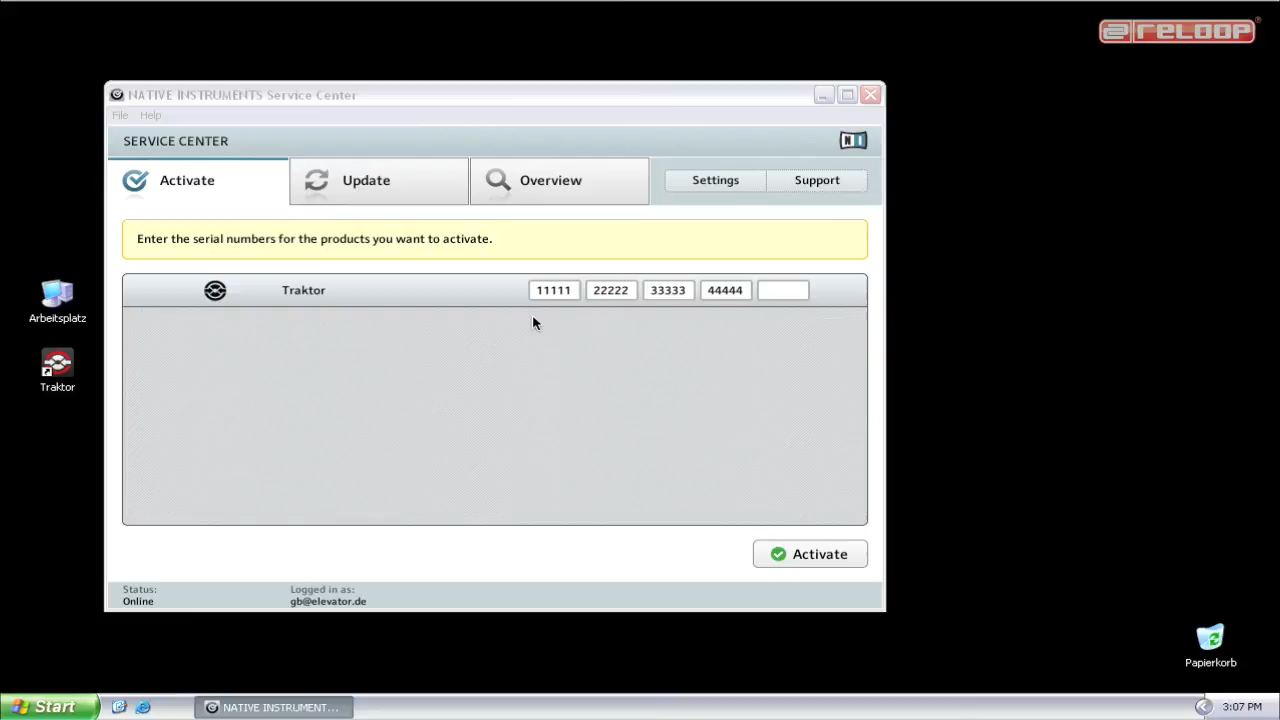 RELOOP®
NATIVE INSTRUMENTS Service Center
File Help
SERVICE CENTER
NI
Activate Update Overview Settings Support
Enter the serial numbers for the products you want to activate.
Traktor 11111 22222 33333 44444
Arbeitsplatz
Traktor
Activate
Status: Logged in as:
Online gb@elevator.de
Papierkorb
Start NATIVE INSTRUMENT... 3:07 PM